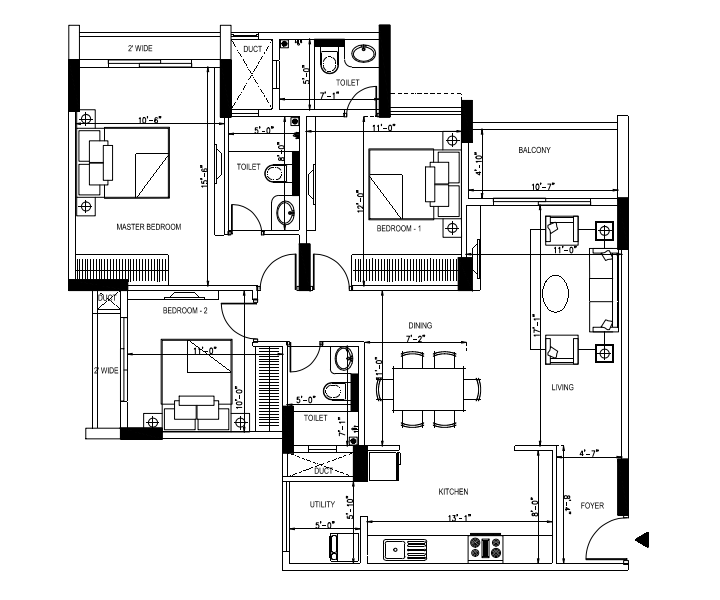 2' WIDE
DUCT
5'-0"
TOILET
7'-1"
10'-6"
5'-0"
11'-0"
8'-0"
15'-6"
TOILET
4'-10"
BALCONY
10'-7"
12'-0"
MASTER BEDROOM
BEDROOM - 1
11'-0"
DUCT
BEDROOM - 2
17'-1"
DINING
7'-2"
11'-0"
2' WIDE
11'-0"
LIVING
10'-0"
5'-0"
TOILET
7'-1"
4'-7"
DUCT
KITCHEN
UTILITY
5'-10"
8'-0"
8'-4"
FOYER
5'-0"
13'-1"